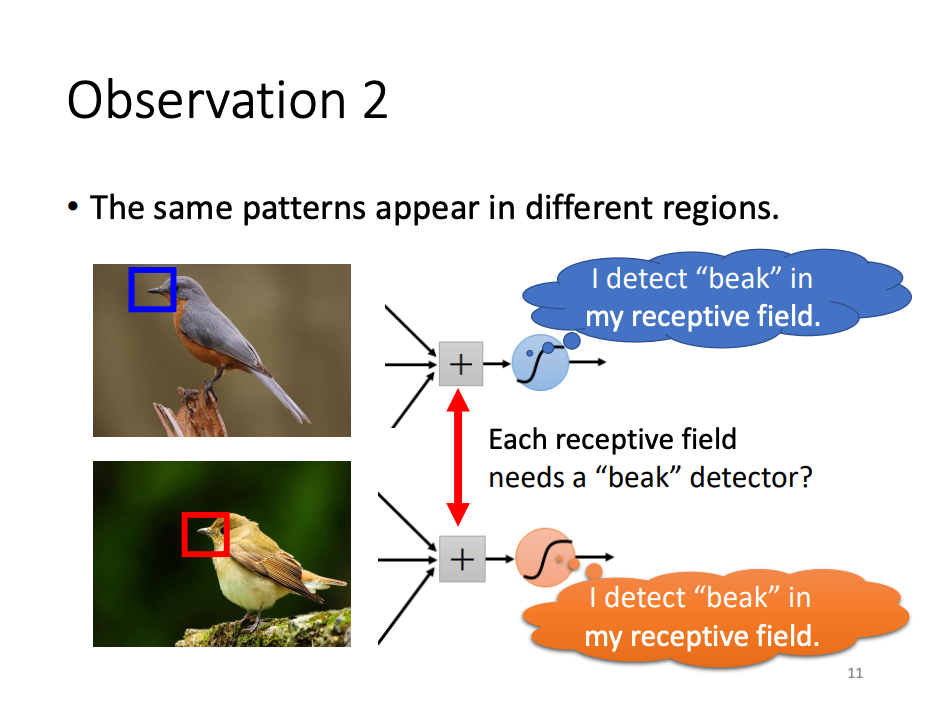 Observation 2
• The same patterns appear in different regions.
I detect “beak” in
my receptive field.
+
Each receptive field
needs a “beak” detector?
+
I detect “beak” in
my receptive field.
11